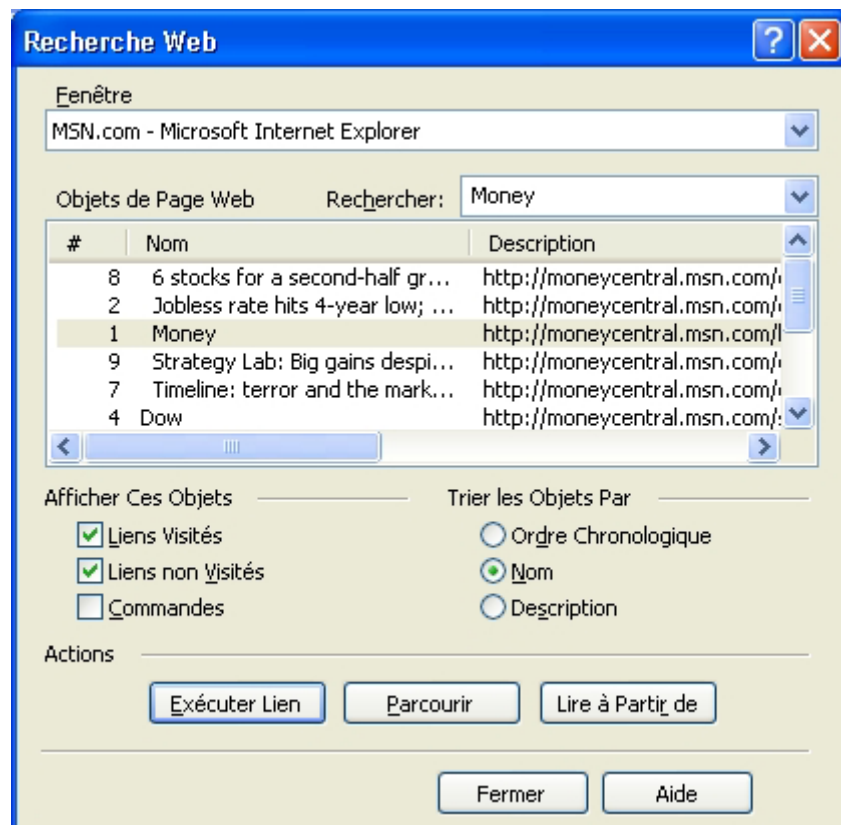 Recherche Web
Fenêtre
MSN.com - Microsoft Internet Explorer
Objets de Page Web Rechercher: Money
# Nom Description
8 6 stocks for a second-half gr... http://moneycentral.msn.com/
2 Jobless rate hits 4-year low; ... http://moneycentral.msn.com/
1 Money http://moneycentral.msn.com/l
9 Strategy Lab: Big gains despi... http://moneycentral.msn.com/
7 Timeline: terror and the mark... http://moneycentral.msn.com/
4 Dow http://moneycentral.msn.com/
Afficher Ces Objets Trier les Objets Par
Liens Visités Ordre Chronologique
Liens non Visités Nom
Commandes Description
Actions
Exécuter Lien Parcourir Lire à Partir de
Fermer Aide